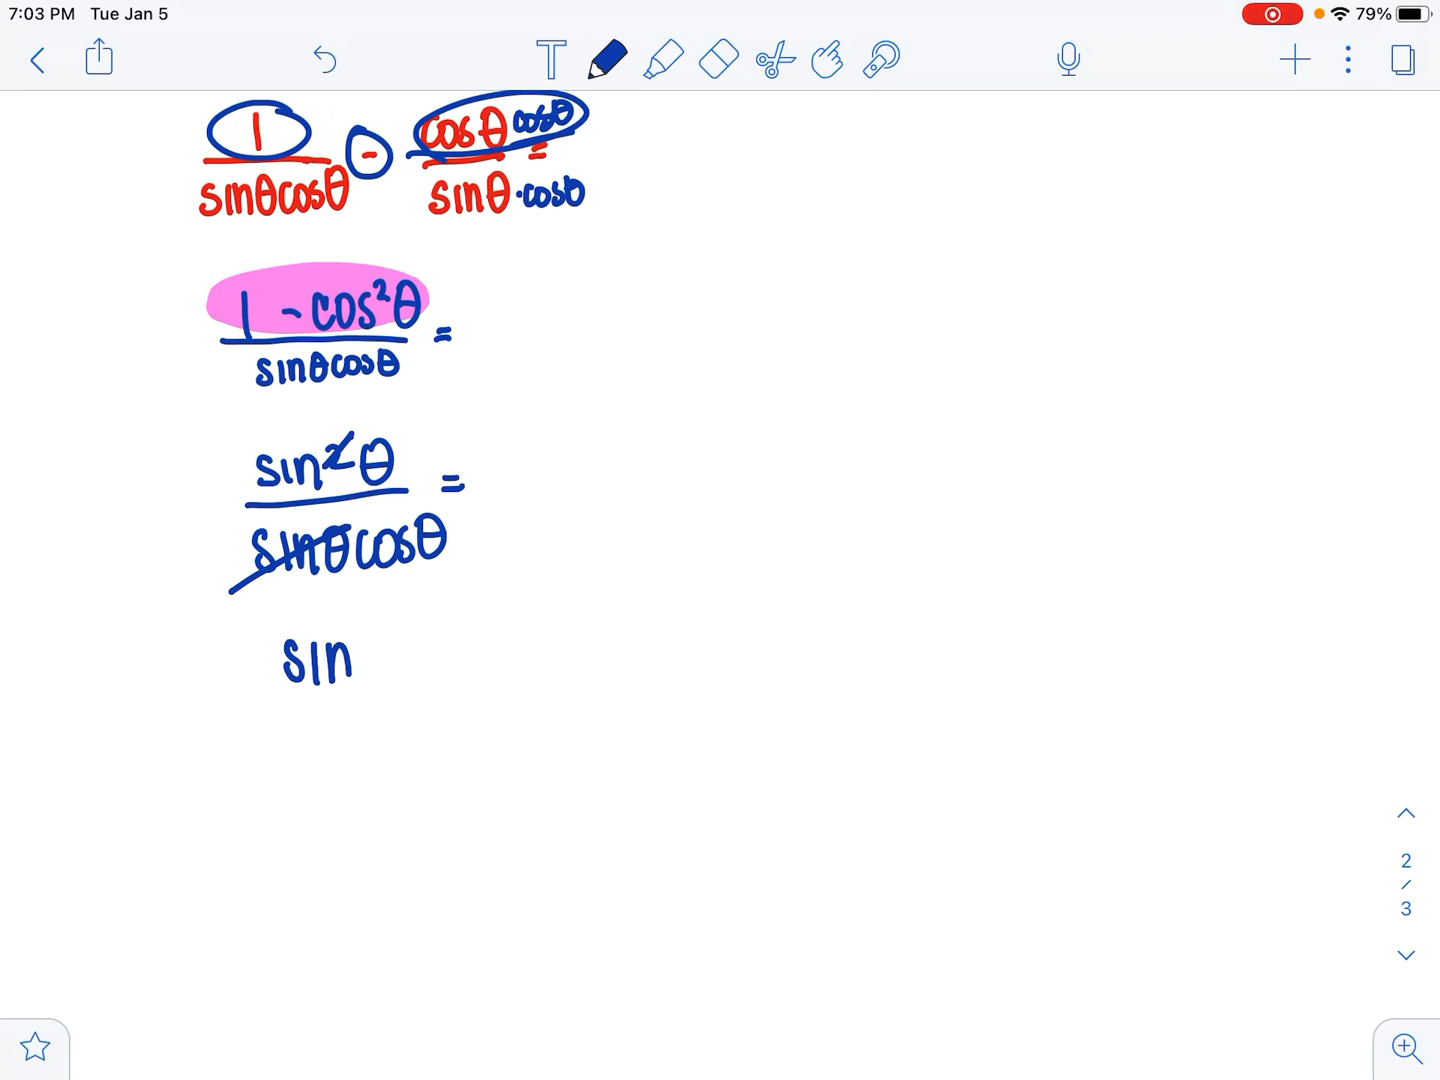 7:03 PM Tue Jan 5 79%
T
1/sinθcosθ - cosθ cosθ/sinθ·cosθ =
1 - cos²θ/sinθcosθ =
sin²θ/sinθcosθ =
sin
2
/
3